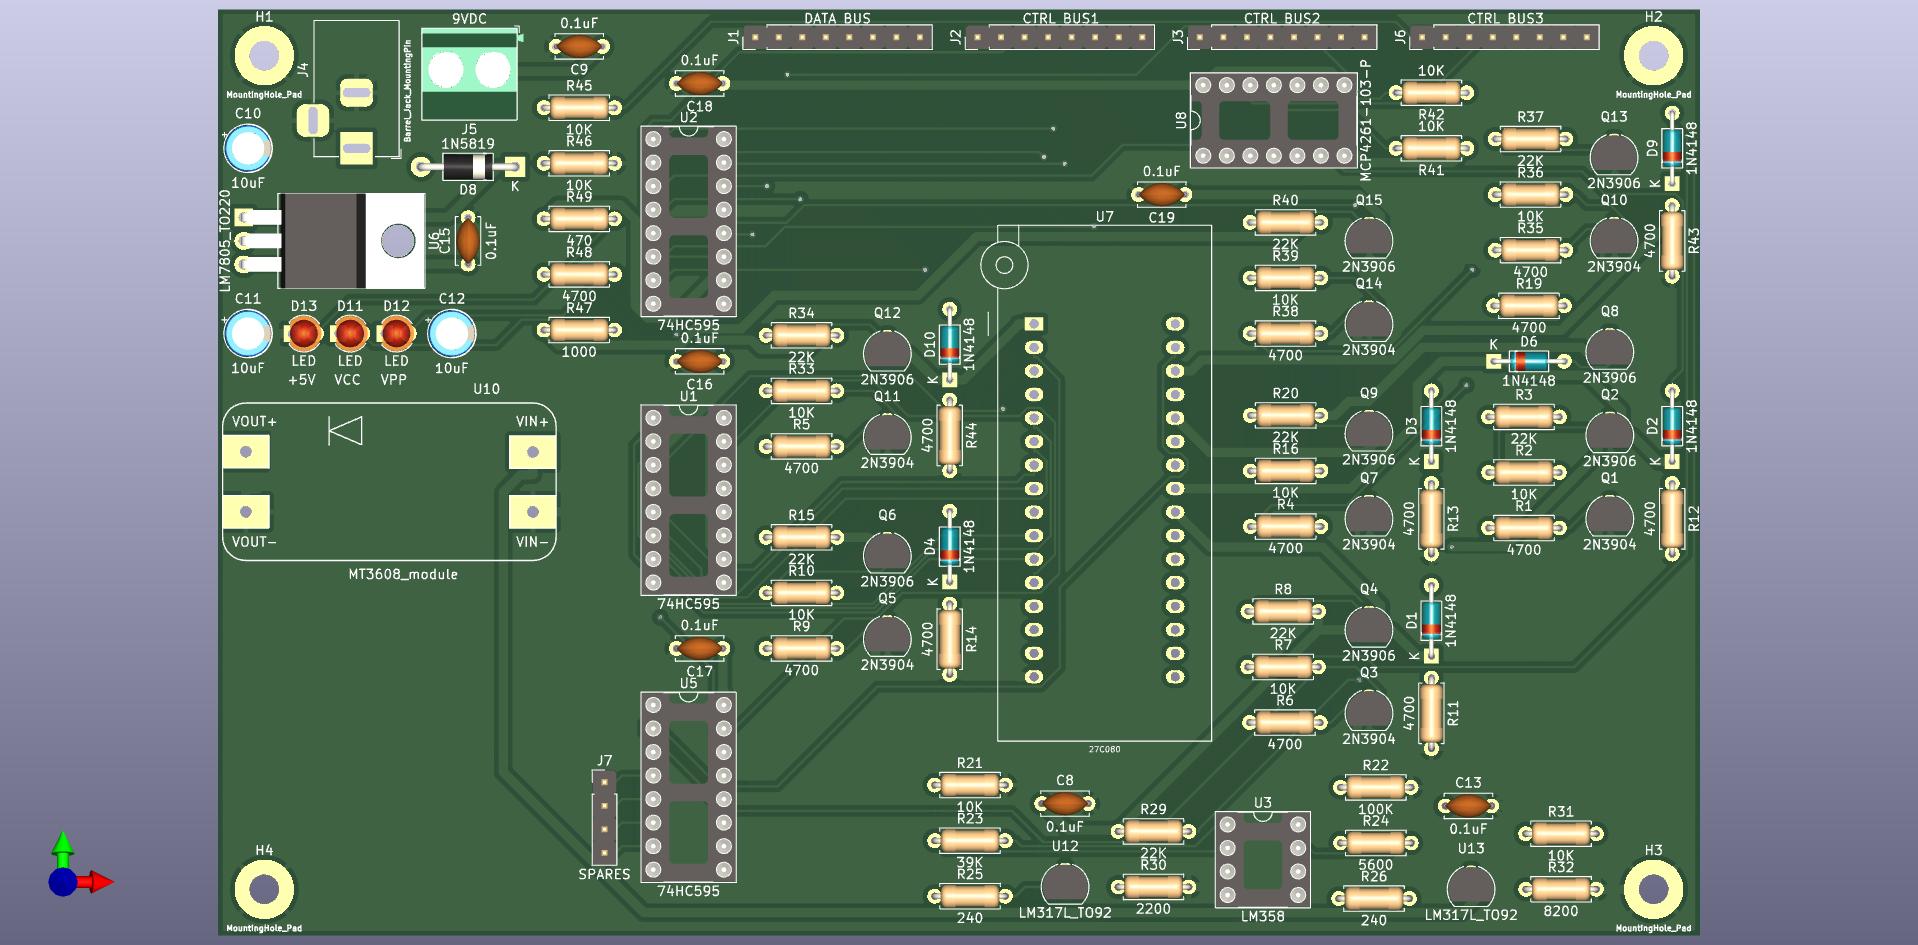 H1
9VDC
0.1uF
DATA BUS
CTRL BUS1
CTRL BUS2
CTRL BUS3
H2
J4
J1
J2
J3
J6
C9
MountingHole_Pad
Barrel_Jack_MountingPin
R45
0.1uF
C18
10K
R42
MountingHole_Pad
C10
J5
1N5819
10K
R46
U2
U8
MCP4261-103-P
10K
R41
R37
Q13
D9
1N4148
10uF
D8
K
10K
R49
0.1uF
C19
22K
R36
2N3906
K
LM7805_TO220
U6
C15
0.1uF
470
R48
U7
R40
Q15
10K
R35
Q10
4700
R43
22K
R39
2N3906
4700
R19
2N3904
C11
D13
D11
D12
C12
4700
R47
10K
R38
Q14
4700
Q8
10uF
LED
+5V
LED
VCC
LED
VPP
10uF
1000
74HC595
0.1uF
C16
R34
Q12
D10
1N4148
K
4700
2N3904
K
D6
1N4148
2N3906
22K
R33
2N3906
U10
U1
10K
R5
Q11
4700
R44
R20
Q9
D3
1N4148
K
R3
Q2
D2
1N4148
K
VOUT+
VIN+
4700
2N3904
22K
R16
2N3906
22K
R2
2N3906
VOUT-
VIN-
10K
R4
Q7
4700
R13
10K
R1
Q1
4700
R12
R15
Q6
D4
1N4148
K
4700
2N3904
4700
2N3904
MT3608_module
22K
R10
2N3906
74HC595
0.1uF
C17
10K
R9
Q5
4700
R14
R8
Q4
D1
1N4148
K
4700
2N3904
22K
R7
2N3906
U5
10K
R6
Q3
4700
R11
4700
2N3904
27C080
J7
SPARES
74HC595
R21
C8
R22
C13
10K
R23
0.1uF
R29
U3
100K
R24
0.1uF
R31
39K
R25
U12
22K
R30
5600
R26
U13
10K
R32
240
LM317L_TO92
2200
LM358
240
LM317L_TO92
8200
H4
MountingHole_Pad
H3
MountingHole_Pad